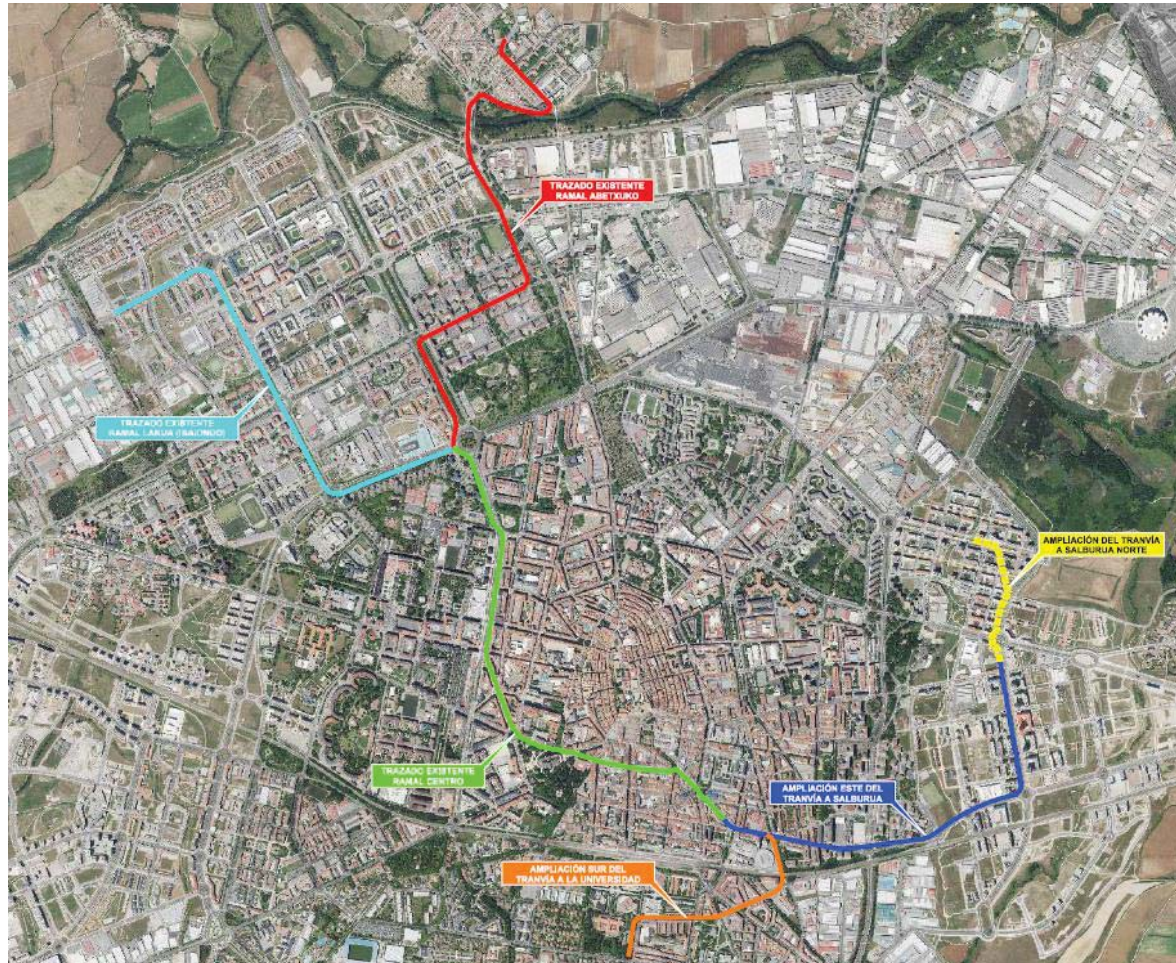 TRAZADO EXISTENTE
RAMAL ABETXUKO
TRAZADO EXISTENTE
RAMAL LAKUA (IBAIONDO)
AMPLIACIÓN DEL TRANVÍA
A SALBURUA NORTE
TRAZADO EXISTENTE
RAMAL CENTRO
AMPLIACIÓN ESTE DEL
TRANVÍA A SALBURUA
AMPLIACIÓN SUR DEL
TRANVÍA A LA UNIVERSIDAD